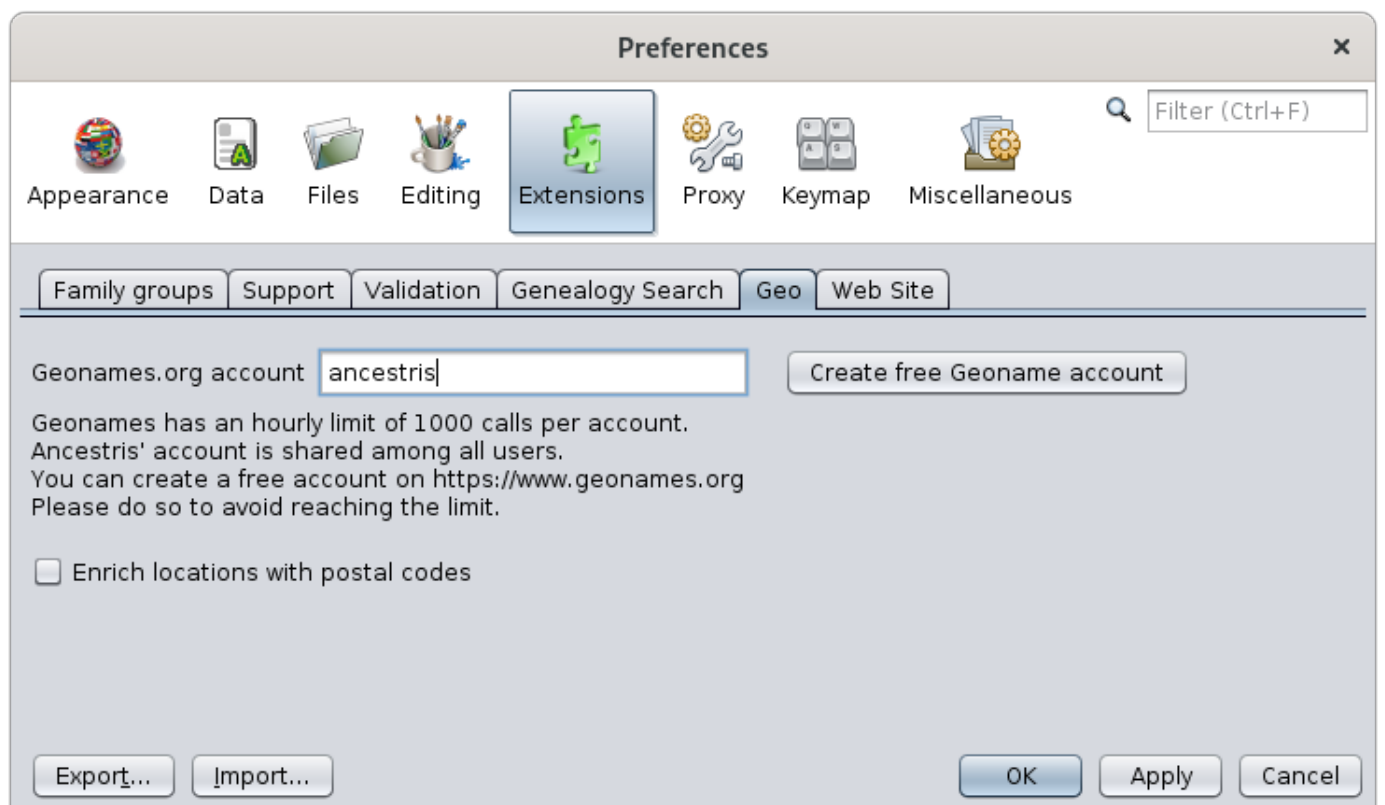 Preferences
Filter (Ctrl+F)
Appearance Data Files Editing Extensions Proxy Keymap Miscellaneous
Family groups Support Validation Genealogy Search Geo Web Site
Geonames.org account ancestris Create free Geoname account
Geonames has an hourly limit of 1000 calls per account.
Ancestris' account is shared among all users.
You can create a free account on https://www.geonames.org
Please do so to avoid reaching the limit.
Enrich locations with postal codes
Export... Import... OK Apply Cancel